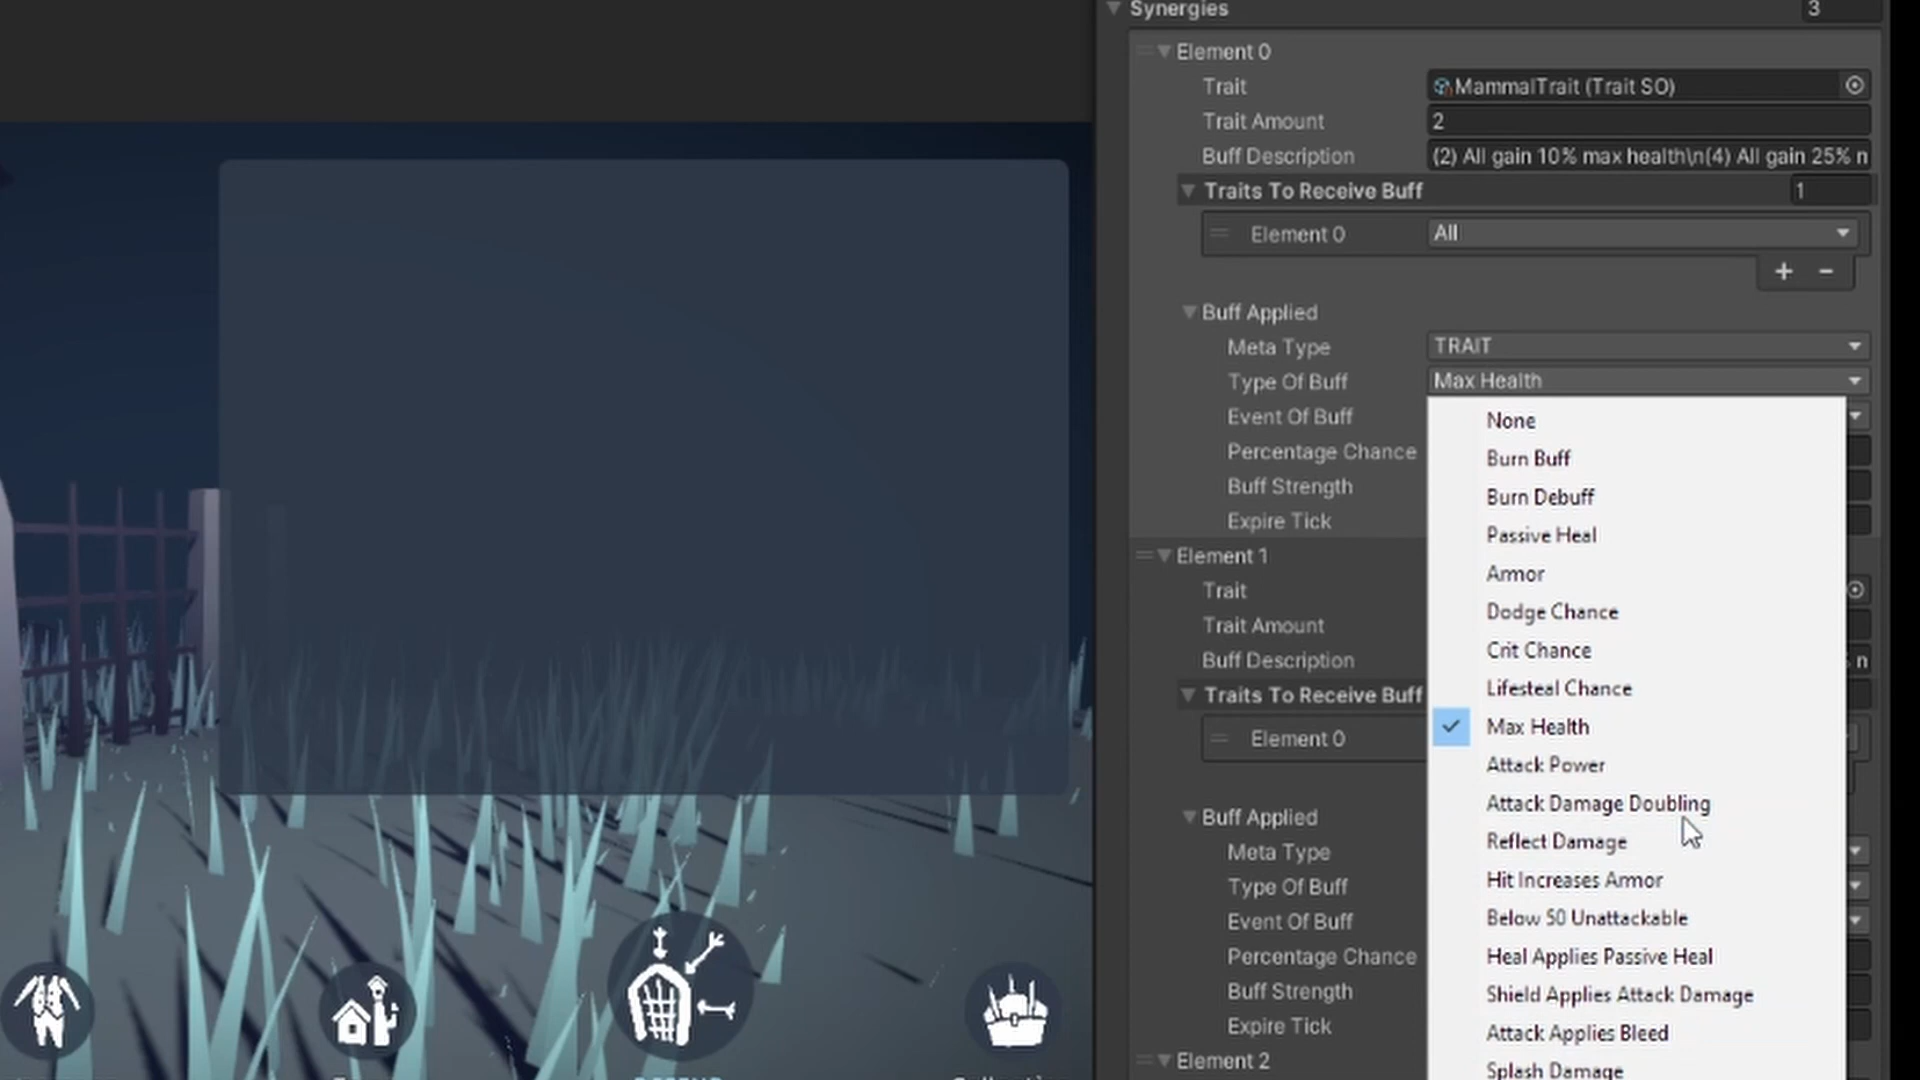 Synergies 3
Element 0
Trait MammalTrait (Trait SO)
Trait Amount 2
Buff Description (2) All gain 10% max health\n(4) All gain 25% n
Traits To Receive Buff 1
Element 0 All
+ -
Buff Applied
Meta Type TRAIT
Type Of Buff Max Health
Event Of Buff
Percentage Chance
Buff Strength
Expire Tick
None
Burn Buff
Burn Debuff
Passive Heal
Armor
Dodge Chance
Crit Chance
Lifesteal Chance
Max Health
Attack Power
Attack Damage Doubling
Reflect Damage
Hit Increases Armor
Below 50 Unattackable
Heal Applies Passive Heal
Shield Applies Attack Damage
Attack Applies Bleed
Splash Damage
Element 1
Trait
Trait Amount
Buff Description n
Traits To Receive Buff
Element 0
Buff Applied
Meta Type
Type Of Buff
Event Of Buff
Percentage Chance
Buff Strength
Expire Tick
Element 2